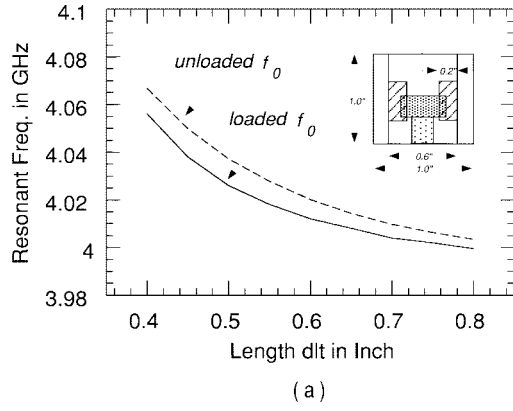 4.1
4.08
4.06
4.04
4.02
4
3.98
Resonant Freq. in GHz
unloaded f0
loaded f0
0.2"
1.0"
0.6"
1.0"
0.4 0.5 0.6 0.7 0.8
Length dlt in Inch
(a)